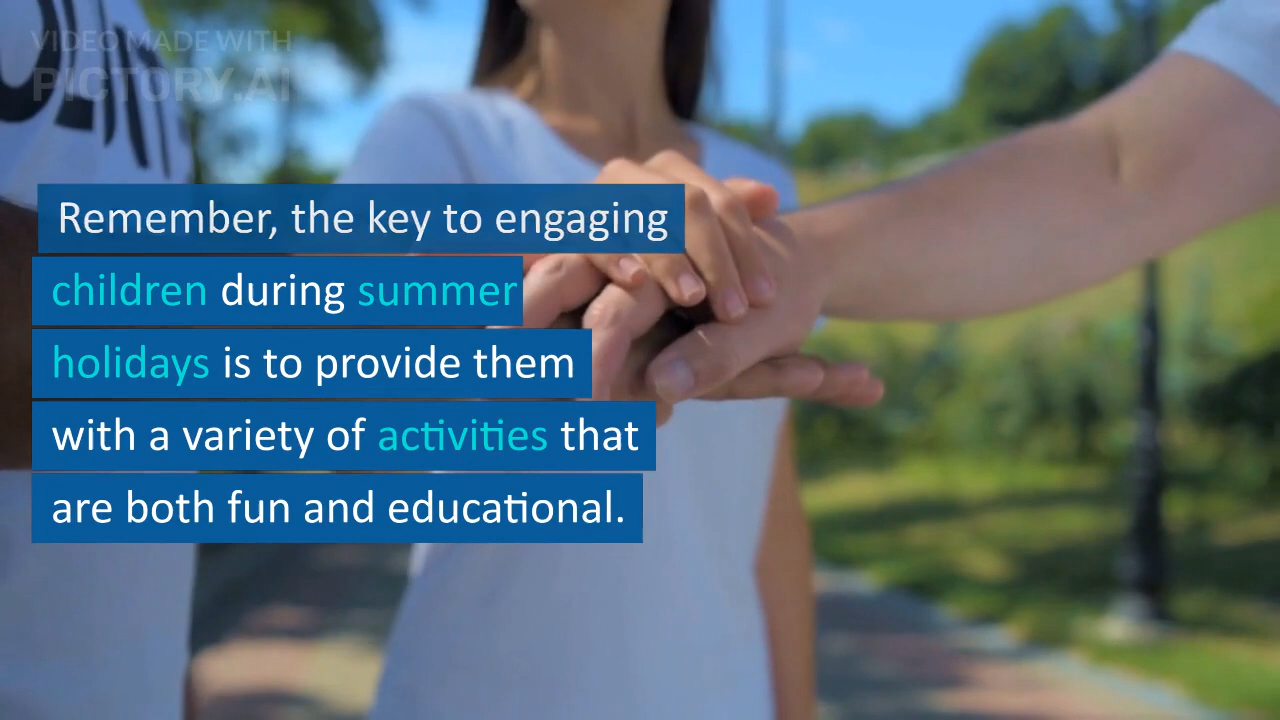 VIDEO MADE WITH
PICTORY.AI
Remember, the key to engaging
children during summer
holidays is to provide them
with a variety of activities that
are both fun and educational.